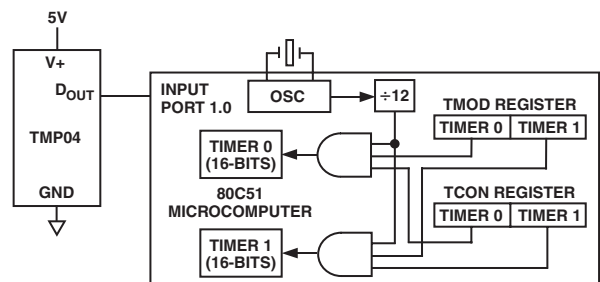 5V
V+
DOUT
TMP04
GND
INPUT
PORT 1.0
OSC
÷12
TIMER 0
(16-BITS)
80C51
MICROCOMPUTER
TIMER 1
(16-BITS)
TMOD REGISTER
TIMER 0 TIMER 1
TCON REGISTER
TIMER 0 TIMER 1